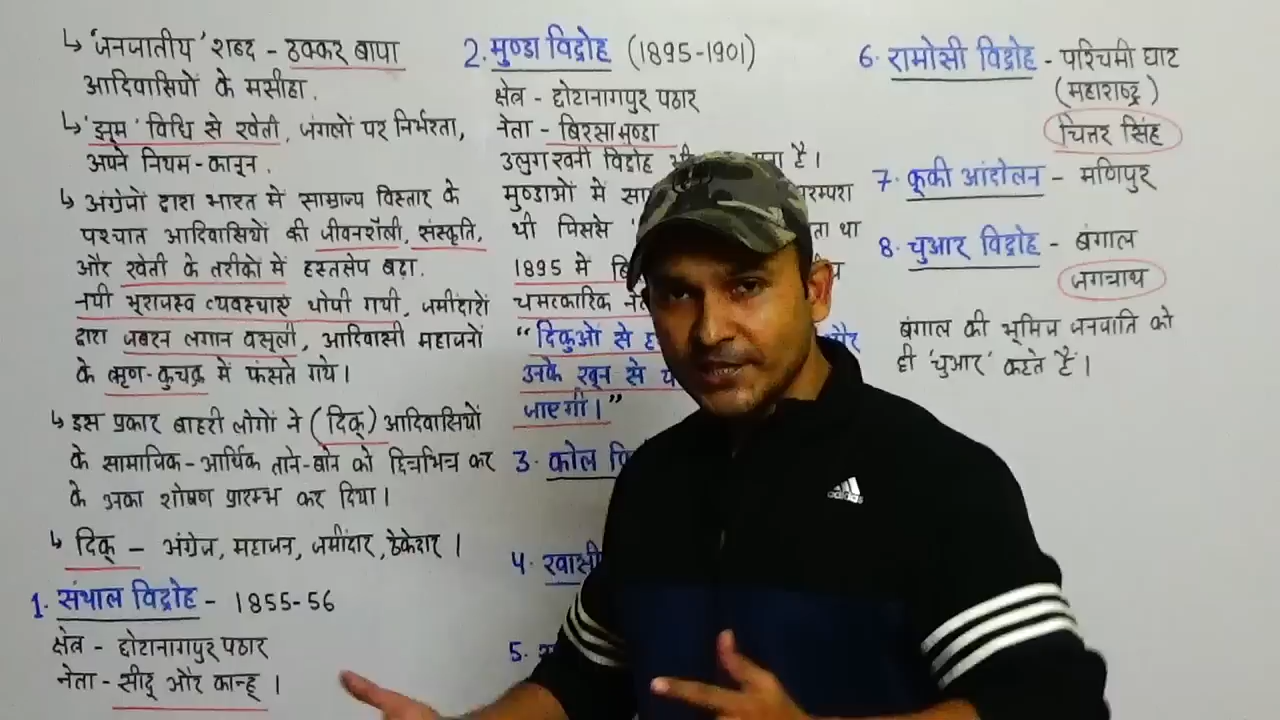 ↳ 'जनजातीय' शब्द - ठक्कर बापा
आदिवासियों के मसीहा.
↳ 'झूम' विधि से खेती, जंगलों पर निर्भरता,
अपने नियम-कानून.
↳ अंग्रेजों द्वारा भारत में साम्राज्य विस्तार के
पश्चात आदिवासियों की जीवनशैली, संस्कृति,
और खेती के तरीको में हस्तक्षेप बढ़ा.
नयी भूराजस्व व्यवस्थाएं थोपी गयी, जमींदारों
द्वारा जबरन लगान वसूली, आदिवासी महाजनों
के ऋण-कुचक्र में फंसते गये।
↳ इस प्रकार बाहरी लोगों ने (दिकू) आदिवासियों
के सामाजिक-आर्थिक ताने-बाने को छिन्नभिन्न कर
के उनका शोषण प्रारम्भ कर दिया।
↳ दिकू - अंग्रेज, महाजन, जमींदार, ठेकेदार।
1. संथाल विद्रोह - 1855-56
क्षेत्र - छोटानागपुर पठार
नेता - सीदू और कान्हू।
2. मुण्डा विद्रोह (1895-1901)
क्षेत्र - छोटानागपुर पठार
नेता - बिरसा मुण्डा
उलुगखनी विद्रोह है।
मुण्डाओं में
थी जिससे था
1895 में
चमत्कारिक
"दिकुओं से और
उनके खून से
जाएगी।"
3. कोल
4.
5.
6. रामोसी विद्रोह - पश्चिमी घाट
(महाराष्ट्र)
चित्तर सिंह
7. कूकी आंदोलन - मणिपुर
8. चुआर विद्रोह - बंगाल
जगन्नाथ
बंगाल की भूमिज जनजाति को
ही 'चुआर' कहते हैं।
adidas